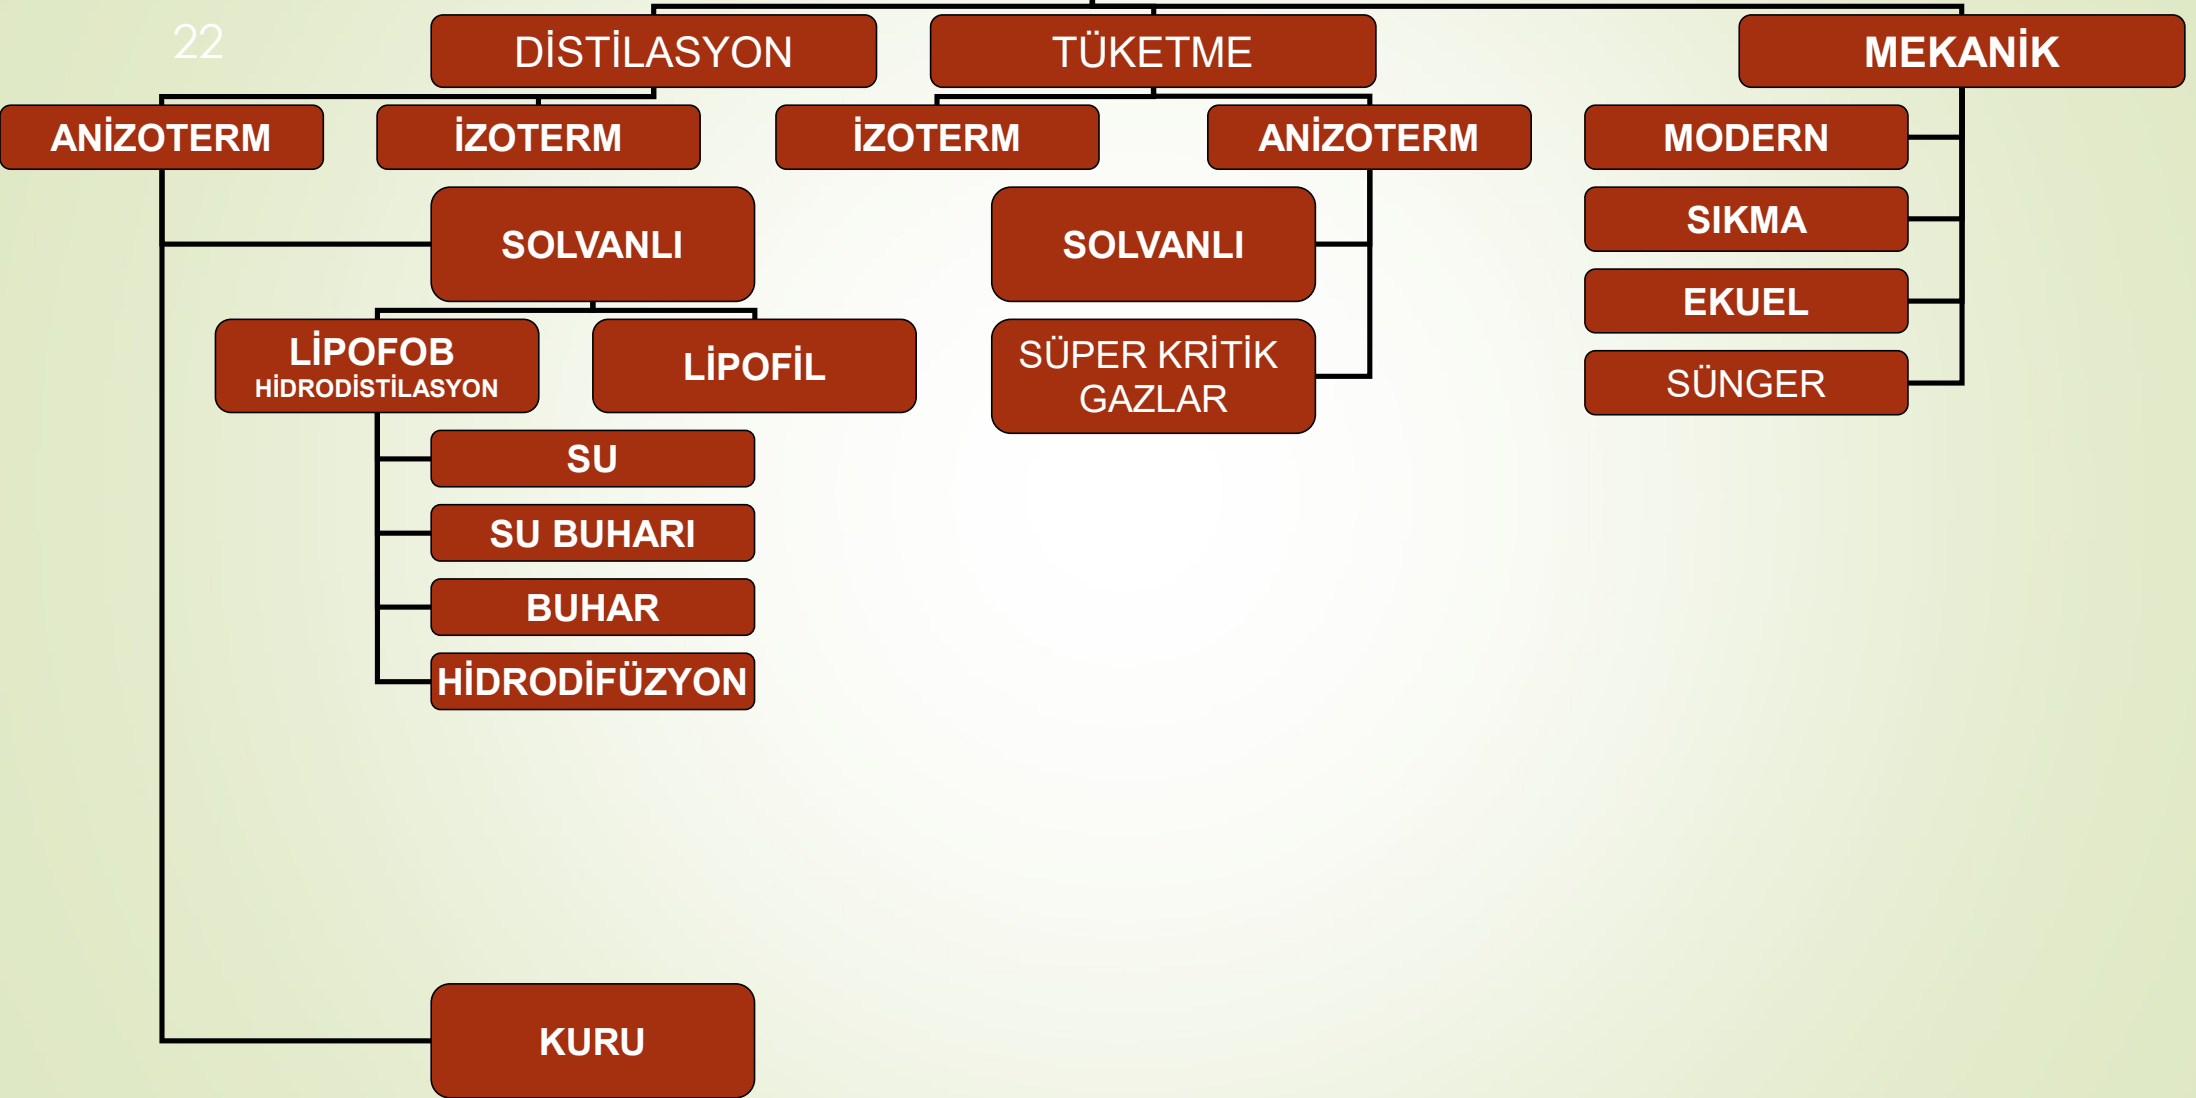 22
DİSTİLASYON
TÜKETME
MEKANİK
ANİZOTERM
İZOTERM
İZOTERM
ANİZOTERM
MODERN
SOLVANLI
SOLVANLI
SIKMA
EKUEL
LİPOFOB
HİDRODİSTİLASYON
LİPOFİL
SÜPER KRİTİK
GAZLAR
SÜNGER
SU
SU BUHARI
BUHAR
HİDRODİFÜZYON
KURU